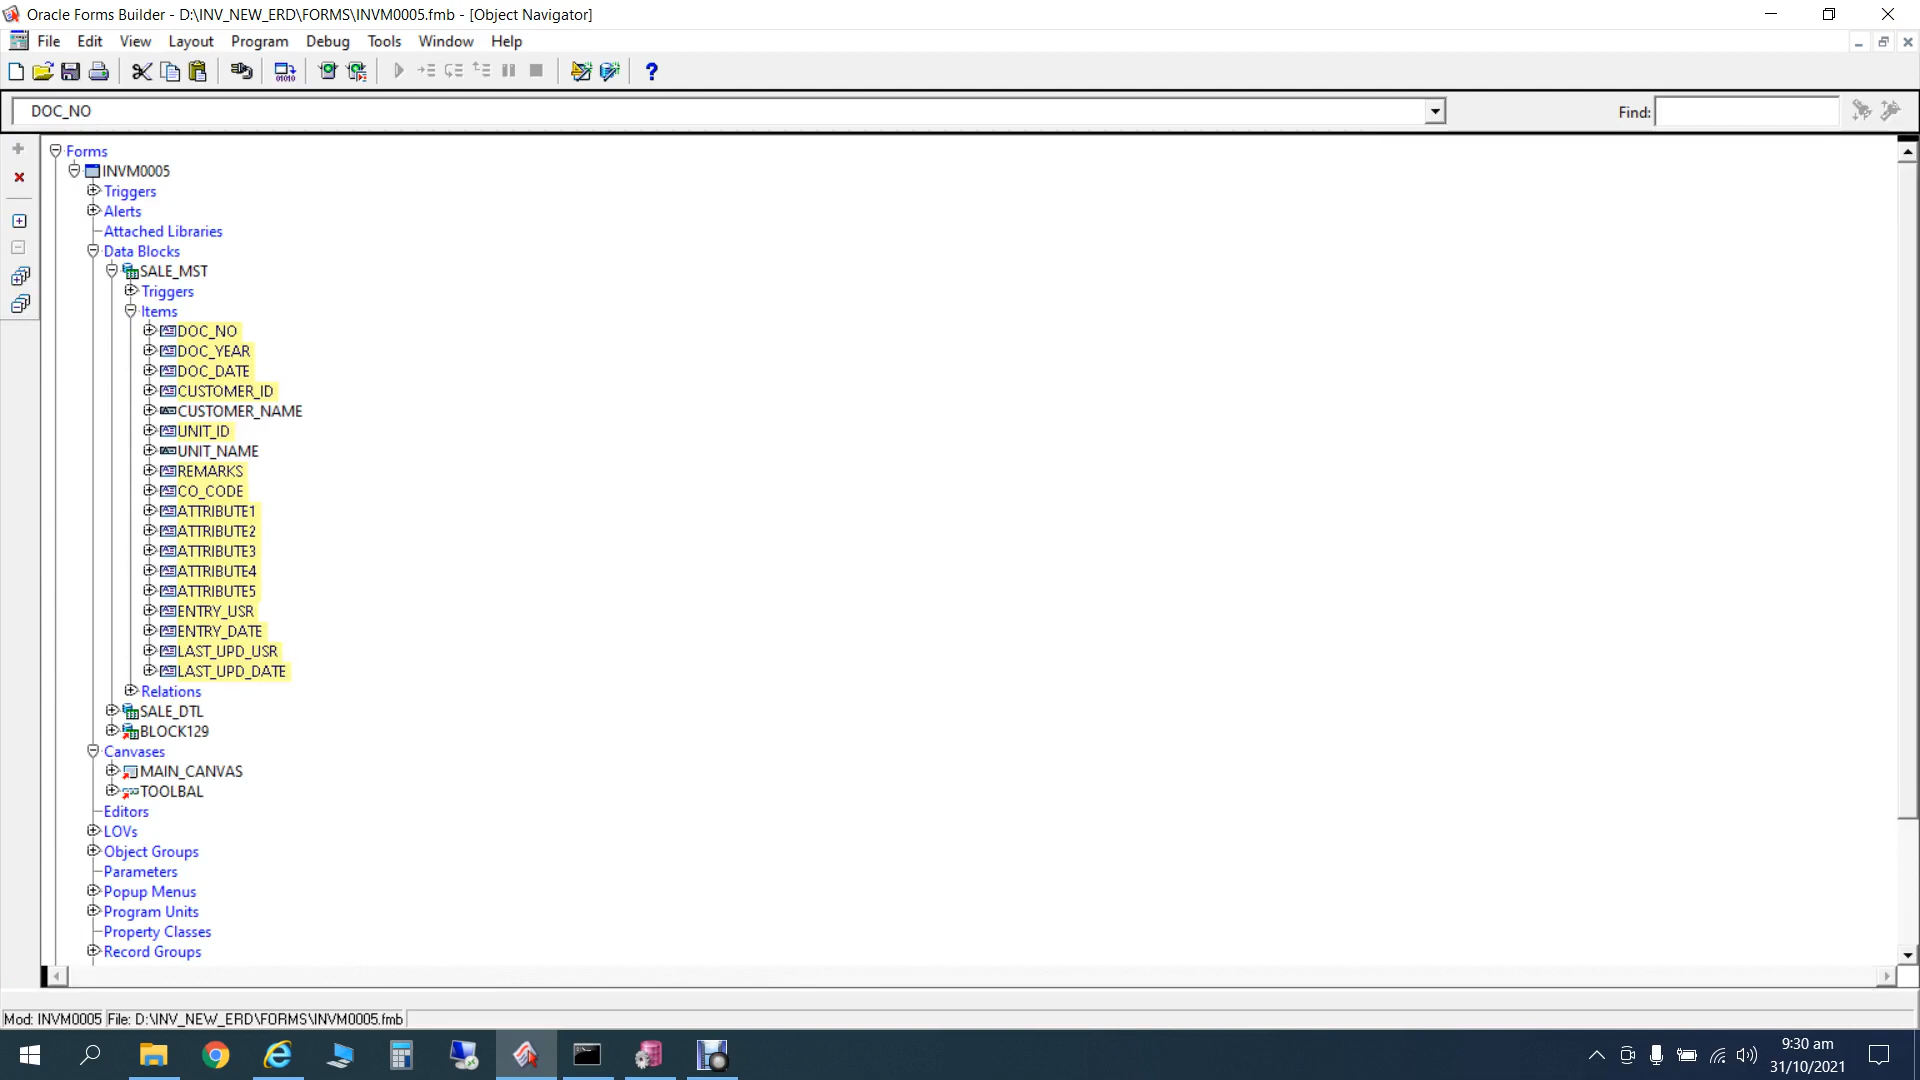 Oracle Forms Builder - D:\INV_NEW_ERD\FORMS\INVM0005.fmb - [Object Navigator]
File Edit View Layout Program Debug Tools Window Help
DOC_NO Find:
Forms
INVM0005
Triggers
Alerts
Attached Libraries
Data Blocks
SALE_MST
Triggers
Items
DOC_NO
DOC_YEAR
DOC_DATE
CUSTOMER_ID
CUSTOMER_NAME
UNIT_ID
UNIT_NAME
REMARKS
CO_CODE
ATTRIBUTE1
ATTRIBUTE2
ATTRIBUTE3
ATTRIBUTE4
ATTRIBUTE5
ENTRY_USR
ENTRY_DATE
LAST_UPD_USR
LAST_UPD_DATE
Relations
SALE_DTL
BLOCK129
Canvases
MAIN_CANVAS
TOOLBAL
Editors
LOVs
Object Groups
Parameters
Popup Menus
Program Units
Property Classes
Record Groups
Mod: INVM0005 File: D:\INV_NEW_ERD\FORMS\INVM0005.fmb
9:30 am
31/10/2021